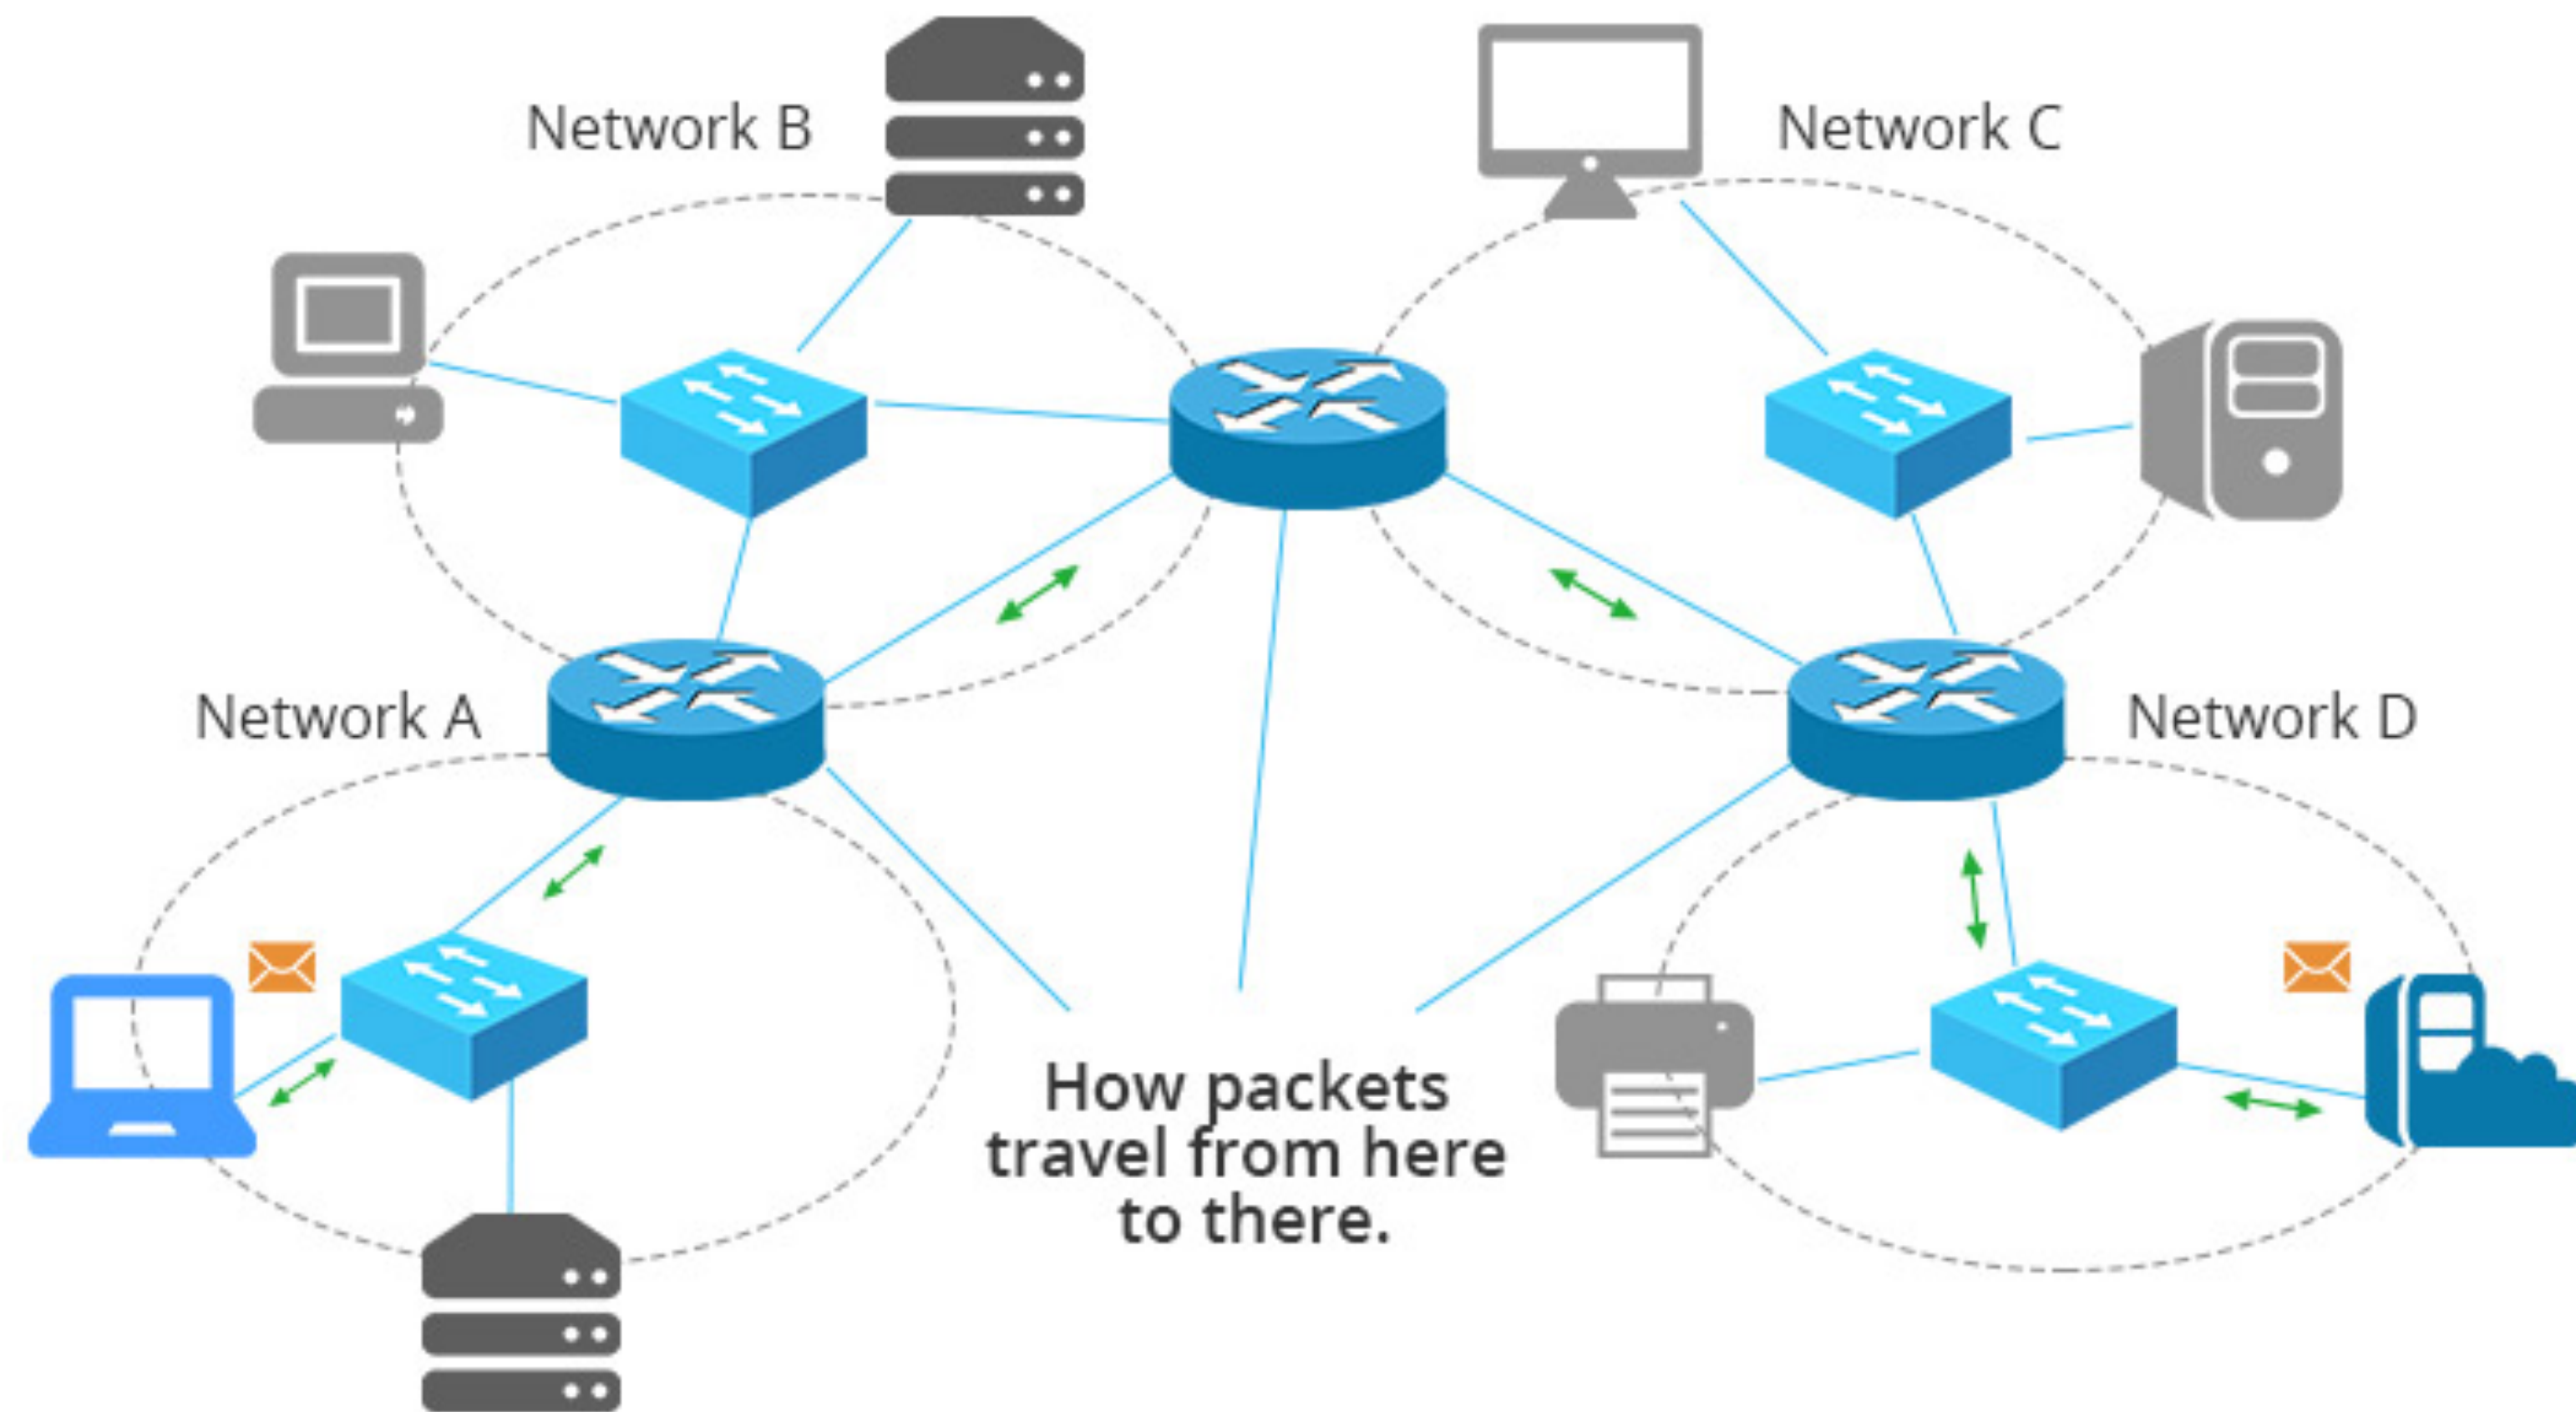 Network B
Network C
Network A
Network D
How packets
travel from here
to there.